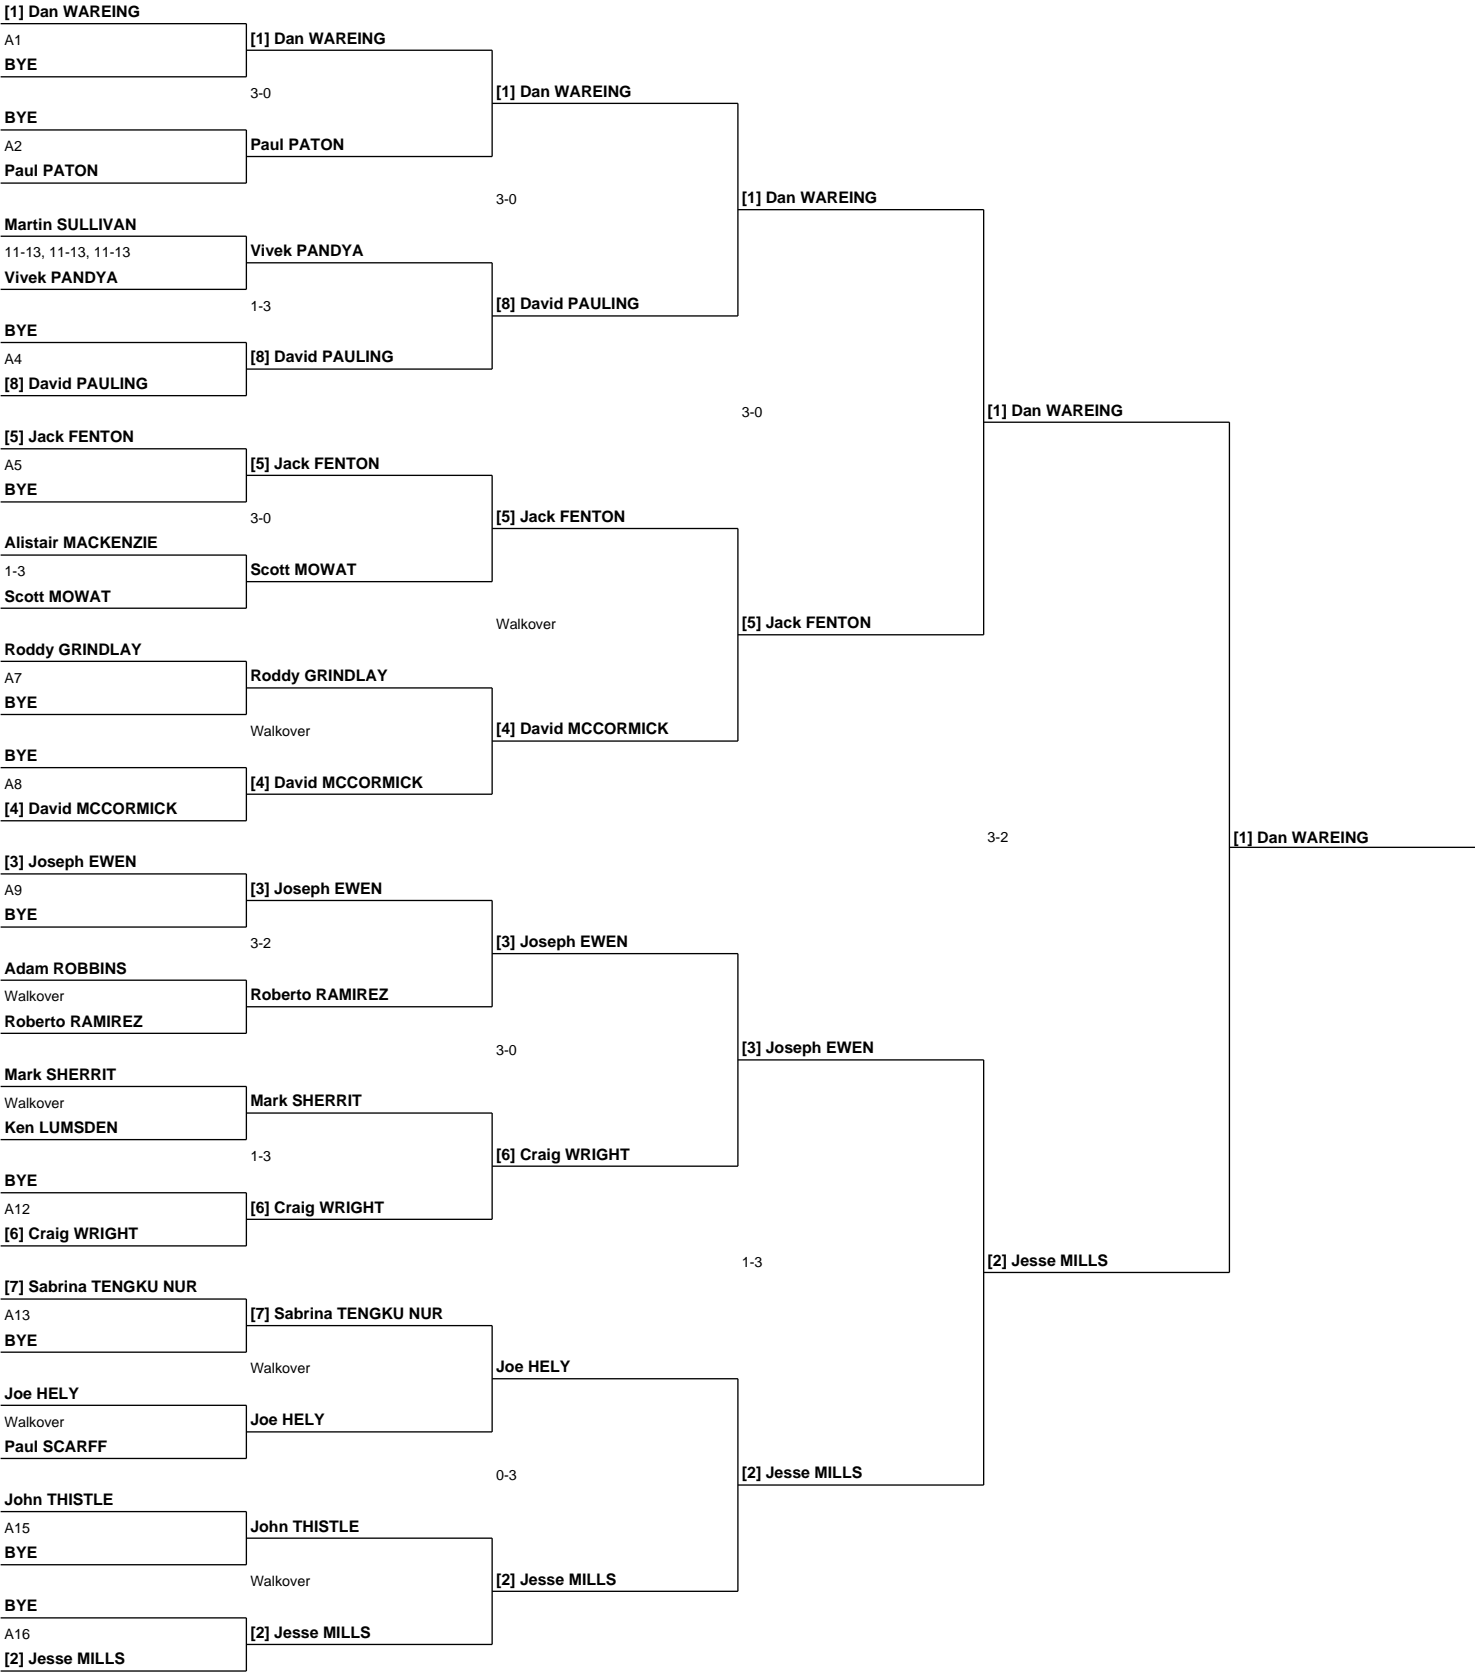 [1] Dan WAREING
A1
BYE
BYE
A2
Paul PATON
Martin SULLIVAN
11-13, 11-13, 11-13
Vivek PANDYA
BYE
A4
[8] David PAULING
[5] Jack FENTON
A5
BYE
Alistair MACKENZIE
1-3
Scott MOWAT
Roddy GRINDLAY
A7
BYE
BYE
A8
[4] David MCCORMICK
[3] Joseph EWEN
A9
BYE
Adam ROBBINS
Walkover
Roberto RAMIREZ
Mark SHERRIT
Walkover
Ken LUMSDEN
BYE
A12
[6] Craig WRIGHT
[7] Sabrina TENGKU NUR
A13
BYE
Joe HELY
Walkover
Paul SCARFF
John THISTLE
A15
BYE
BYE
A16
[2] Jesse MILLS
[1] Dan WAREING
3-0
Paul PATON
Vivek PANDYA
1-3
[8] David PAULING
[5] Jack FENTON
3-0
Scott MOWAT
Roddy GRINDLAY
Walkover
[4] David MCCORMICK
[3] Joseph EWEN
3-2
Roberto RAMIREZ
Mark SHERRIT
1-3
[6] Craig WRIGHT
[7] Sabrina TENGKU NUR
Walkover
Joe HELY
John THISTLE
Walkover
[2] Jesse MILLS
[1] Dan WAREING
3-0
[8] David PAULING
[5] Jack FENTON
Walkover
[4] David MCCORMICK
[3] Joseph EWEN
3-0
[6] Craig WRIGHT
Joe HELY
0-3
[2] Jesse MILLS
[1] Dan WAREING
3-0
[5] Jack FENTON
[3] Joseph EWEN
1-3
[2] Jesse MILLS
[1] Dan WAREING
3-2
[2] Jesse MILLS
[1] Dan WAREING